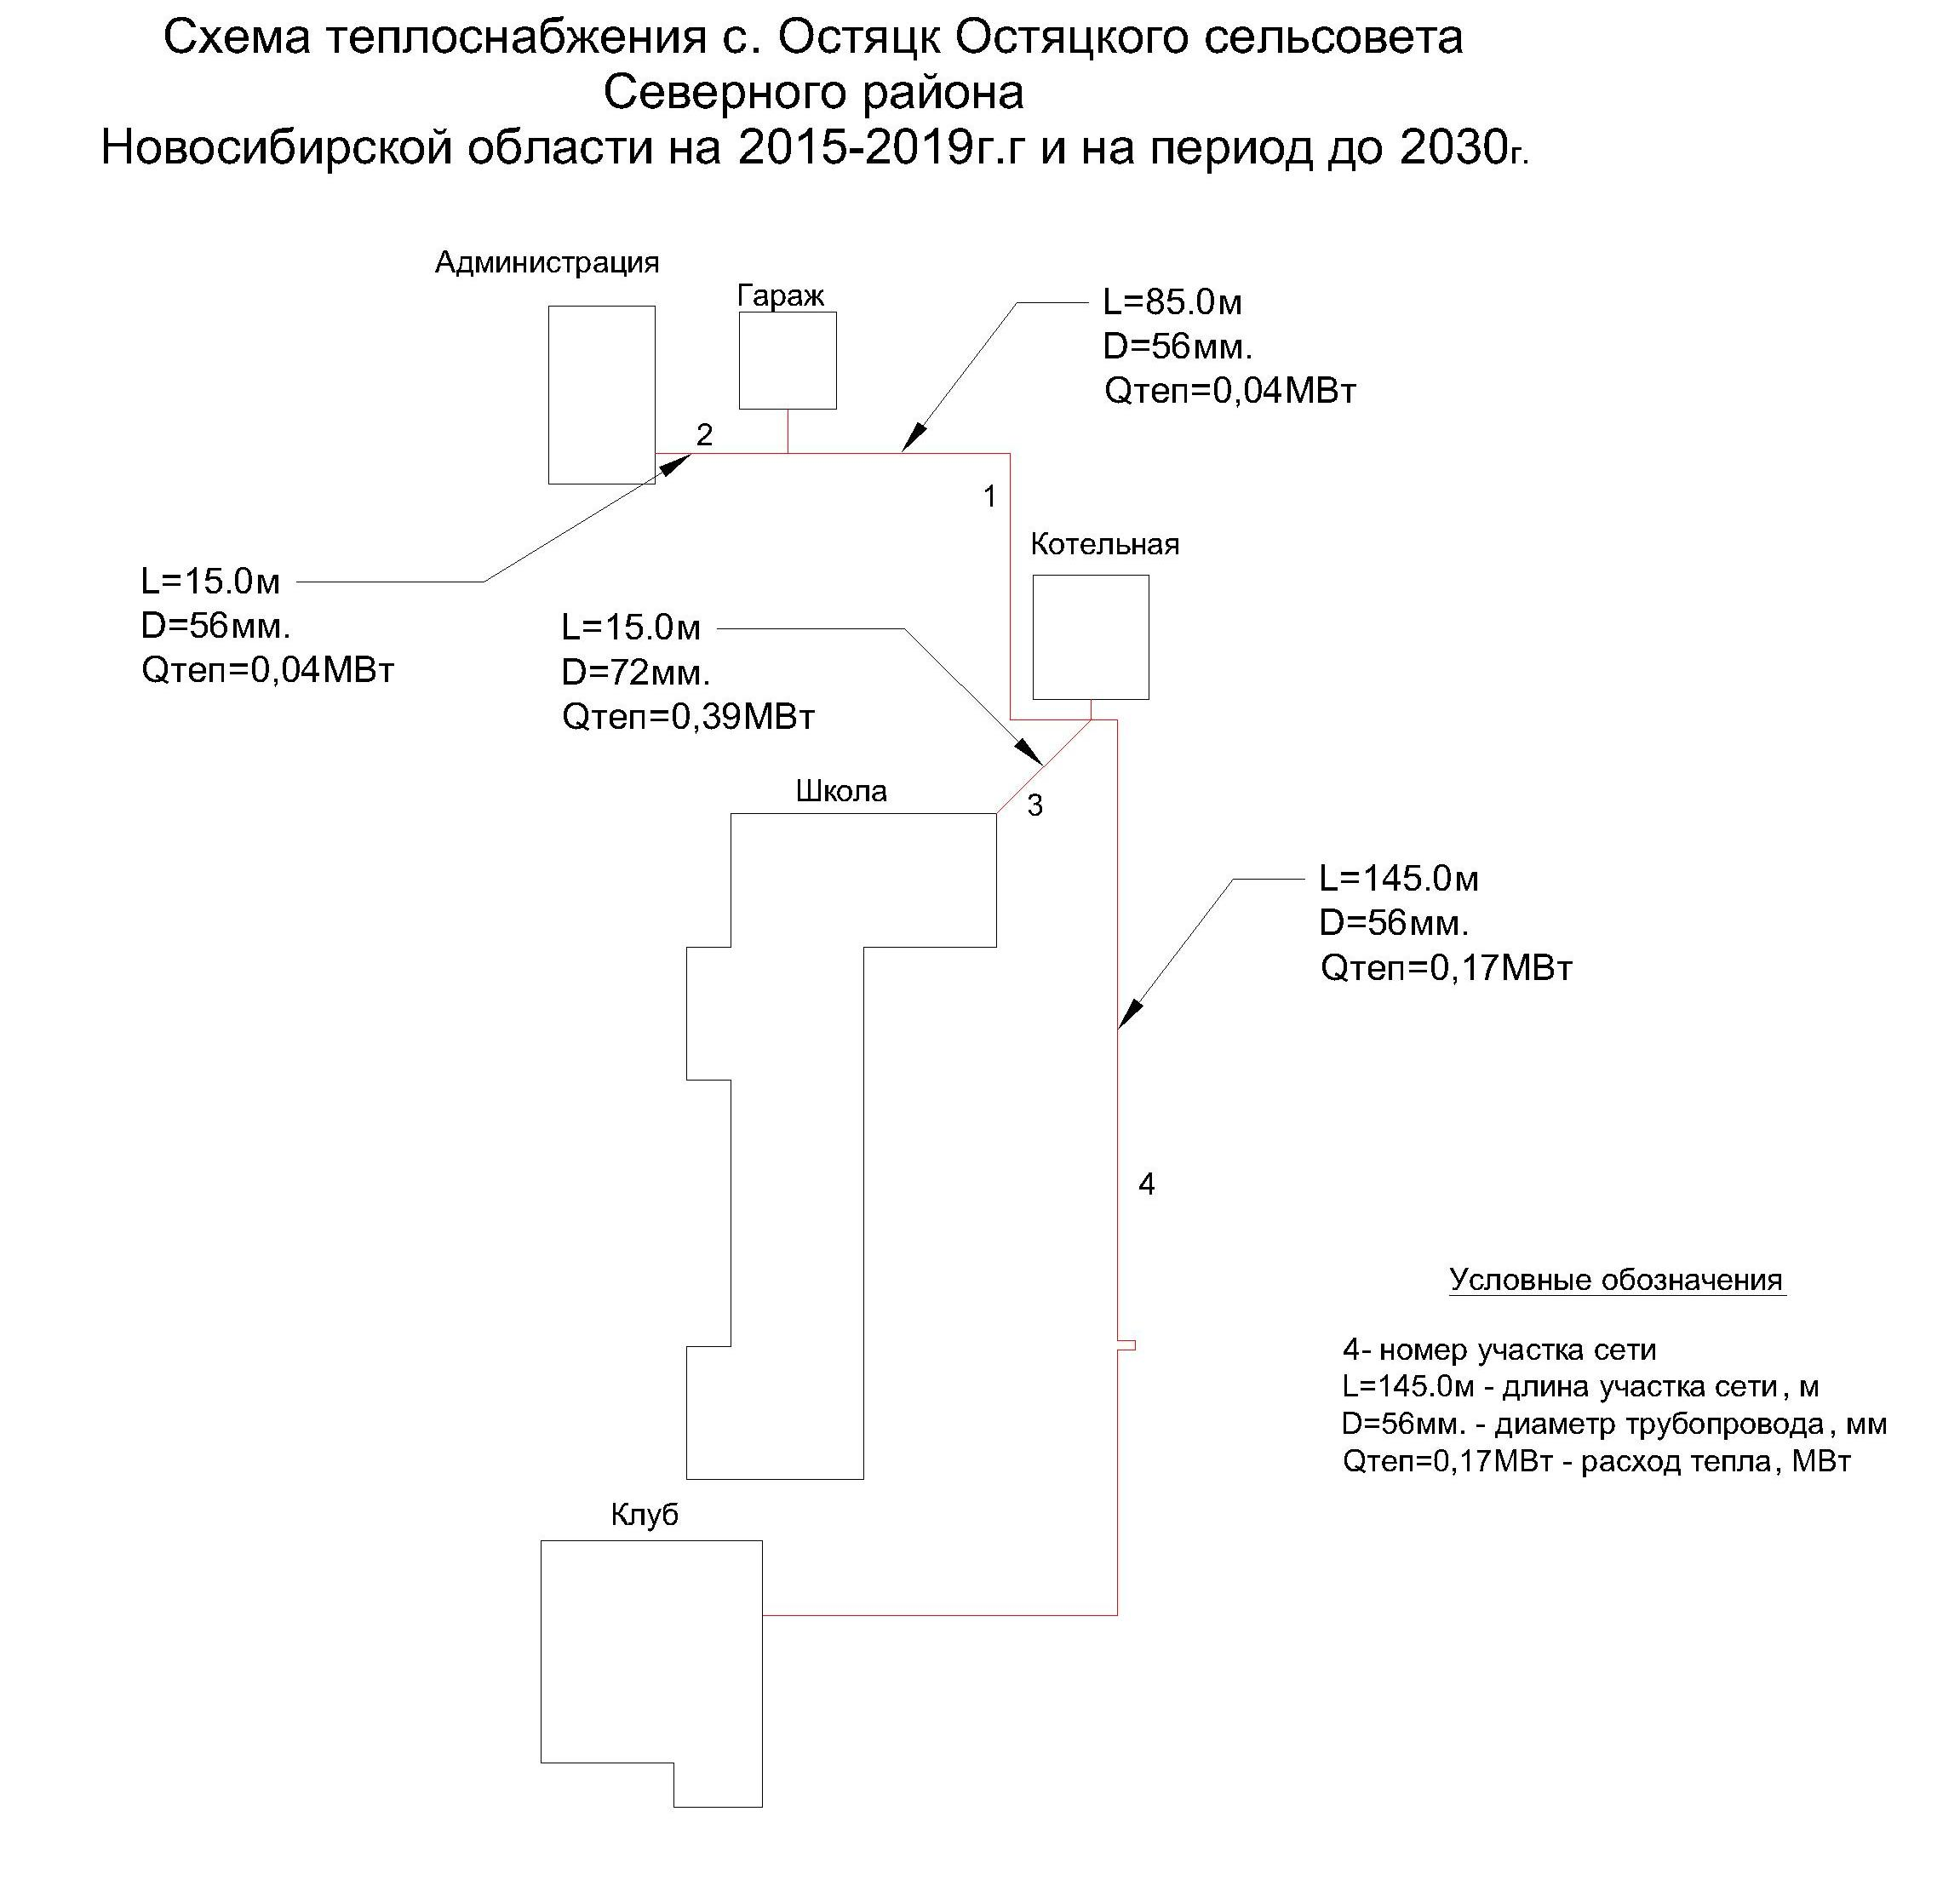 Схема теплоснабжения с. Остяцк Остяцкого сельсовета
Северного района
Новосибирской области на 2015-2019г.г и на период до 2030г.
Администрация
Гараж
L=85.0м
D=56мм.
Qтеп=0,04МВт
2
1
Котельная
L=15.0м
D=56мм.
Qтеп=0,04МВт
L=15.0м
D=72мм.
Qтеп=0,39МВт
Школа
3
L=145.0м
D=56мм.
Qтеп=0,17МВт
4
Условные обозначения
4- номер участка сети
L=145.0м - длина участка сети, м
D=56мм. - диаметр трубопровода, мм
Qтеп=0,17МВт - расход тепла, МВт
Клуб